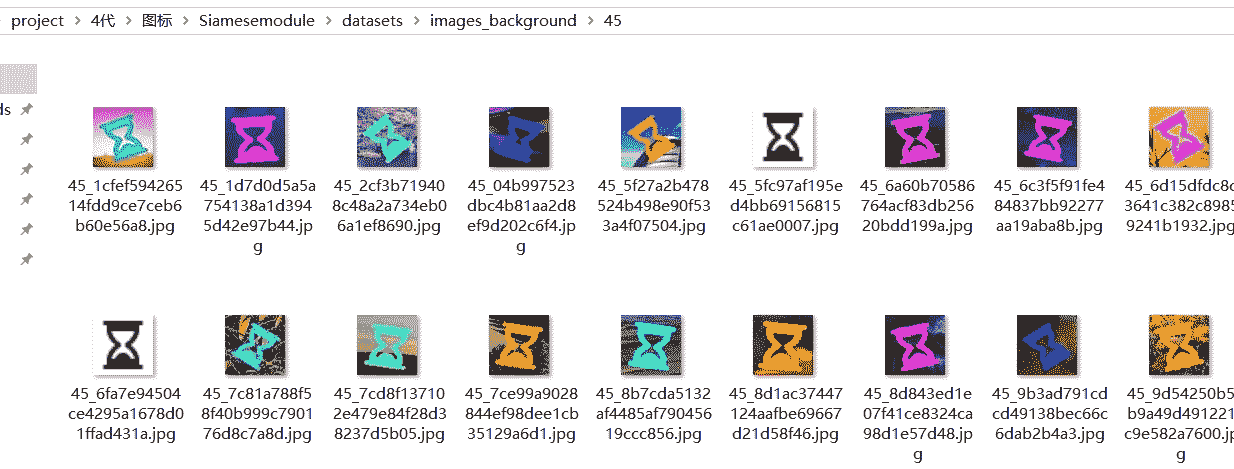 project > 4代 > 图标 > Siamesemodule > datasets > images_background > 45
ds
45_1cfef594265
14fdd9ce7ceb6
b60e56a8.jpg
45_1d7d0d5a5a
754138a1d394
5d42e97b44.jp
g
45_2cf3b71940
8c48a2a734eb0
6a1ef8690.jpg
45_04b997523
dbc4b81aa2d8
ef9d202c6f4.jp
g
45_5f27a2b478
524b498e90f53
3a4f07504.jpg
45_5fc97af195e
d4bb69156815
c61ae0007.jpg
45_6a60b70586
764acf83db256
20bdd199a.jpg
45_6c3f5f91fe4
84837bb92277
aa19aba8b.jpg
45_6d15dfdc8c
3641c382c8985
9241b1932.jpg
45_6fa7e94504
ce4295a1678d0
1ffad431a.jpg
45_7c81a788f5
8f40b999c7901
76d8c7a8d.jpg
45_7cd8f13710
2e479e84f28d3
8237d5b05.jpg
45_7ce99a9028
844ef98dee1cb
35129a6d1.jpg
45_8b7cda5132
af4485af790456
19ccc856.jpg
45_8d1ac37447
124aafbe69667
d21d58f46.jpg
45_8d843ed1e
07f41ce8324ca
98d1e57d48.jp
g
45_9b3ad791cd
cd49138bec66c
6dab2b4a3.jpg
45_9d54250b5
b9a49d491221
c9e582a7600.jp
g